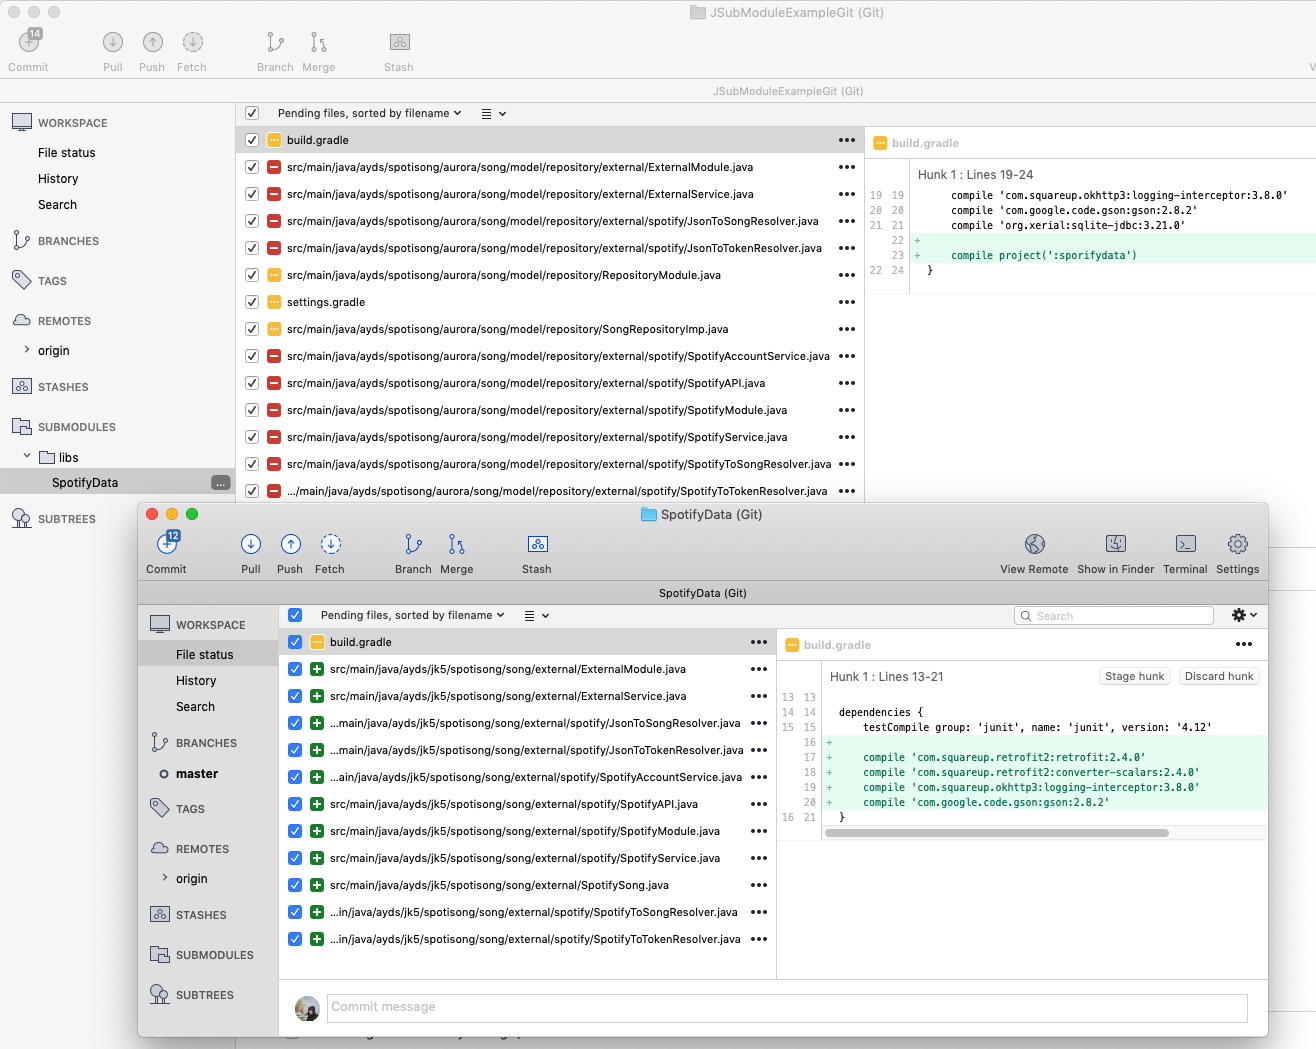 JSubModuleExampleGit (Git)
14
Commit
Pull
Push
Fetch
Branch
Merge
Stash
V
JSubModuleExampleGit (Git)
WORKSPACE
File status
History
Search
BRANCHES
TAGS
REMOTES
origin
STASHES
SUBMODULES
libs
SpotifyData
...
SUBTREES
Pending files, sorted by filename
build.gradle
src/main/java/ayds/spotisong/aurora/song/model/repository/external/ExternalModule.java
src/main/java/ayds/spotisong/aurora/song/model/repository/external/ExternalService.java
src/main/java/ayds/spotisong/aurora/song/model/repository/external/spotify/JsonToSongResolver.java
src/main/java/ayds/spotisong/aurora/song/model/repository/external/spotify/JsonToTokenResolver.java
src/main/java/ayds/spotisong/aurora/song/model/repository/RepositoryModule.java
settings.gradle
src/main/java/ayds/spotisong/aurora/song/model/repository/SongRepositoryImp.java
src/main/java/ayds/spotisong/aurora/song/model/repository/external/spotify/SpotifyAccountService.java
src/main/java/ayds/spotisong/aurora/song/model/repository/external/spotify/SpotifyAPI.java
src/main/java/ayds/spotisong/aurora/song/model/repository/external/spotify/SpotifyModule.java
src/main/java/ayds/spotisong/aurora/song/model/repository/external/spotify/SpotifyService.java
src/main/java/ayds/spotisong/aurora/song/model/repository/external/spotify/SpotifyToSongResolver.java
.../main/java/ayds/spotisong/aurora/song/model/repository/external/spotify/SpotifyToTokenResolver.java
build.gradle
Hunk 1 : Lines 19-24
19 19 compile 'com.squareup.okhttp3:logging-interceptor:3.8.0'
20 20 compile 'com.google.code.gson:gson:2.8.2'
21 21 compile 'org.xerial:sqlite-jdbc:3.21.0'
22 +
23 + compile project(':sporifydata')
22 24 }
SpotifyData (Git)
12
Commit
Pull
Push
Fetch
Branch
Merge
Stash
View Remote
Show in Finder
Terminal
Settings
SpotifyData (Git)
WORKSPACE
File status
History
Search
BRANCHES
master
TAGS
REMOTES
origin
STASHES
SUBMODULES
SUBTREES
Pending files, sorted by filename
Search
build.gradle
src/main/java/ayds/jk5/spotisong/song/external/ExternalModule.java
src/main/java/ayds/jk5/spotisong/song/external/ExternalService.java
...main/java/ayds/jk5/spotisong/song/external/spotify/JsonToSongResolver.java
...main/java/ayds/jk5/spotisong/song/external/spotify/JsonToTokenResolver.java
...ain/java/ayds/jk5/spotisong/song/external/spotify/SpotifyAccountService.java
src/main/java/ayds/jk5/spotisong/song/external/spotify/SpotifyAPI.java
src/main/java/ayds/jk5/spotisong/song/external/spotify/SpotifyModule.java
src/main/java/ayds/jk5/spotisong/song/external/spotify/SpotifyService.java
src/main/java/ayds/jk5/spotisong/song/external/SpotifySong.java
...in/java/ayds/jk5/spotisong/song/external/spotify/SpotifyToSongResolver.java
...in/java/ayds/jk5/spotisong/song/external/spotify/SpotifyToTokenResolver.java
build.gradle
Hunk 1 : Lines 13-21
Stage hunk
Discard hunk
13 13
14 14 dependencies {
15 15 testCompile group: 'junit', name: 'junit', version: '4.12'
16 +
17 + compile 'com.squareup.retrofit2:retrofit:2.4.0'
18 + compile 'com.squareup.retrofit2:converter-scalars:2.4.0'
19 + compile 'com.squareup.okhttp3:logging-interceptor:3.8.0'
20 + compile 'com.google.code.gson:gson:2.8.2'
16 21 }
Commit message